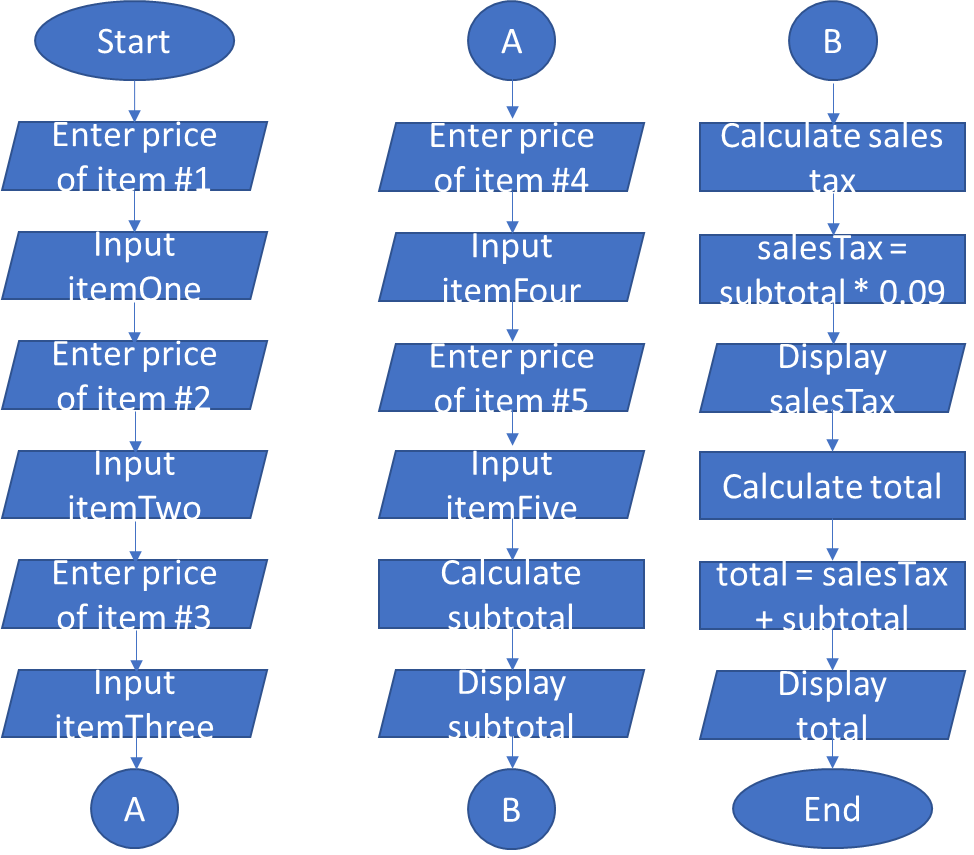 Start
Enter price
of item #1
Input
itemOne
Enter price
of item #2
Input
itemTwo
Enter price
of item #3
Input
itemThree
A
A
Enter price
of item #4
Input
itemFour
Enter price
of item #5
Input
itemFive
Calculate
subtotal
Display
subtotal
B
B
Calculate sales
tax
salesTax =
subtotal * 0.09
Display
salesTax
Calculate total
total = salesTax
+ subtotal
Display
total
End